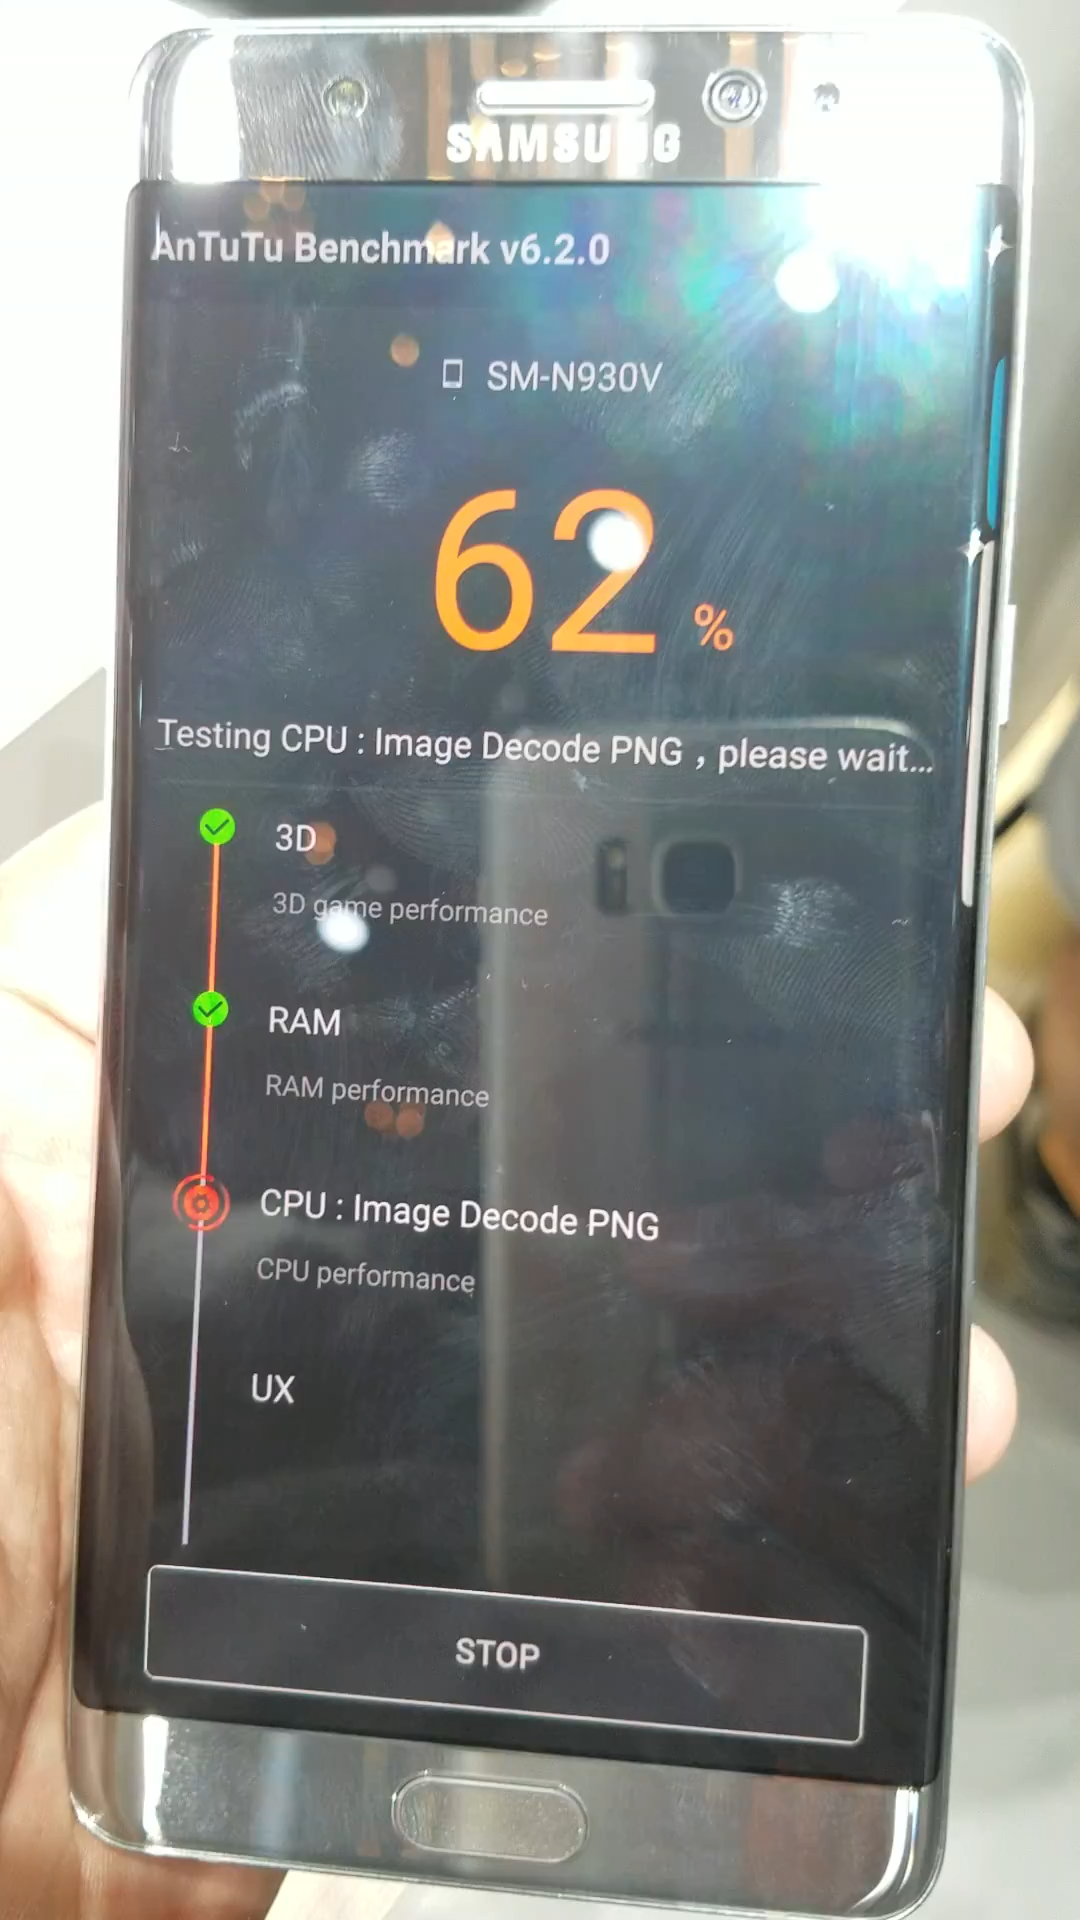 SAMSUNG
AnTuTu Benchmark v6.2.0
SM-N930V
62 %
Testing CPU : Image Decode PNG , please wait...
3D
3D game performance
RAM
RAM performance
CPU : Image Decode PNG
CPU performance
UX
STOP